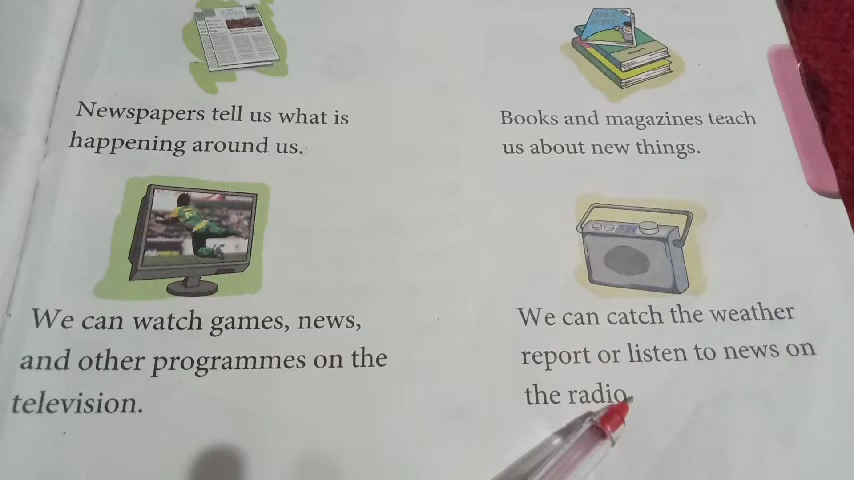 Newspapers tell us what is
happening around us.
Books and magazines teach
us about new things.
We can watch games, news,
and other programmes on the
television.
We can catch the weather
report or listen to news on
the radio.